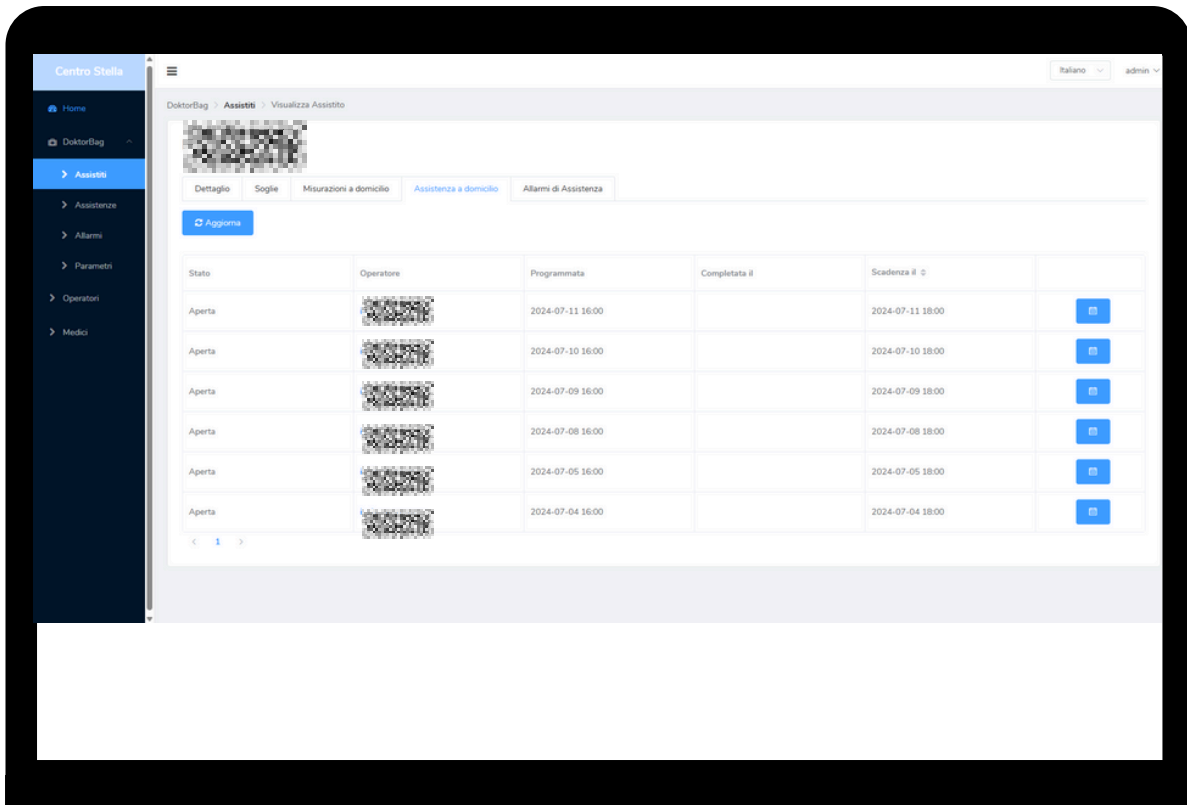 Centro Stella
Italiano
admin
Home
DoktorBag
Assistiti
Assistenze
Allarmi
Parametri
Operatori
Medici
DoktorBag > Assistiti > Visualizza Assistito
Dettaglio Soglie Misurazioni a domicilio Assistenza a domicilio Allarmi di Assistenza
Aggiorna
Stato Operatore Programmata Completata il Scadenza il
Aperta 2024-07-11 16:00 2024-07-11 18:00
Aperta 2024-07-10 16:00 2024-07-10 18:00
Aperta 2024-07-09 16:00 2024-07-09 18:00
Aperta 2024-07-08 16:00 2024-07-08 18:00
Aperta 2024-07-05 16:00 2024-07-05 18:00
Aperta 2024-07-04 16:00 2024-07-04 18:00
< 1 >